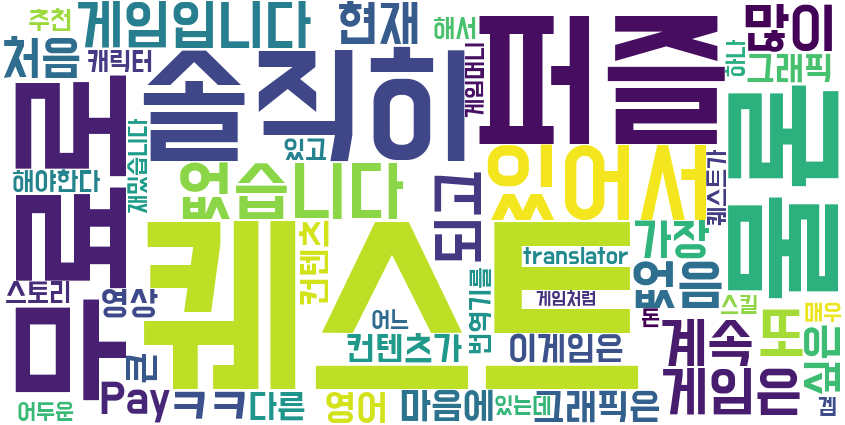 추천
게임입니다
현재
해서
많이
처음
캐릭터
솔직히
게임머니
퍼즐
하나
그래픽
있고
재밌습니다
해야한다
없습니다
되고
있어서
퀘스트가
굴룡
컨텐츠
퀘스트
가장
translator
없음
스토리
영상
번역기를
게임처럼
스킬
돈
매우
어느
또
컨텐츠가
이게임은
계속
Pay
ㅋㅋ
다른
영어
마음에
있는데
그래픽은
게임은
어두운
겜